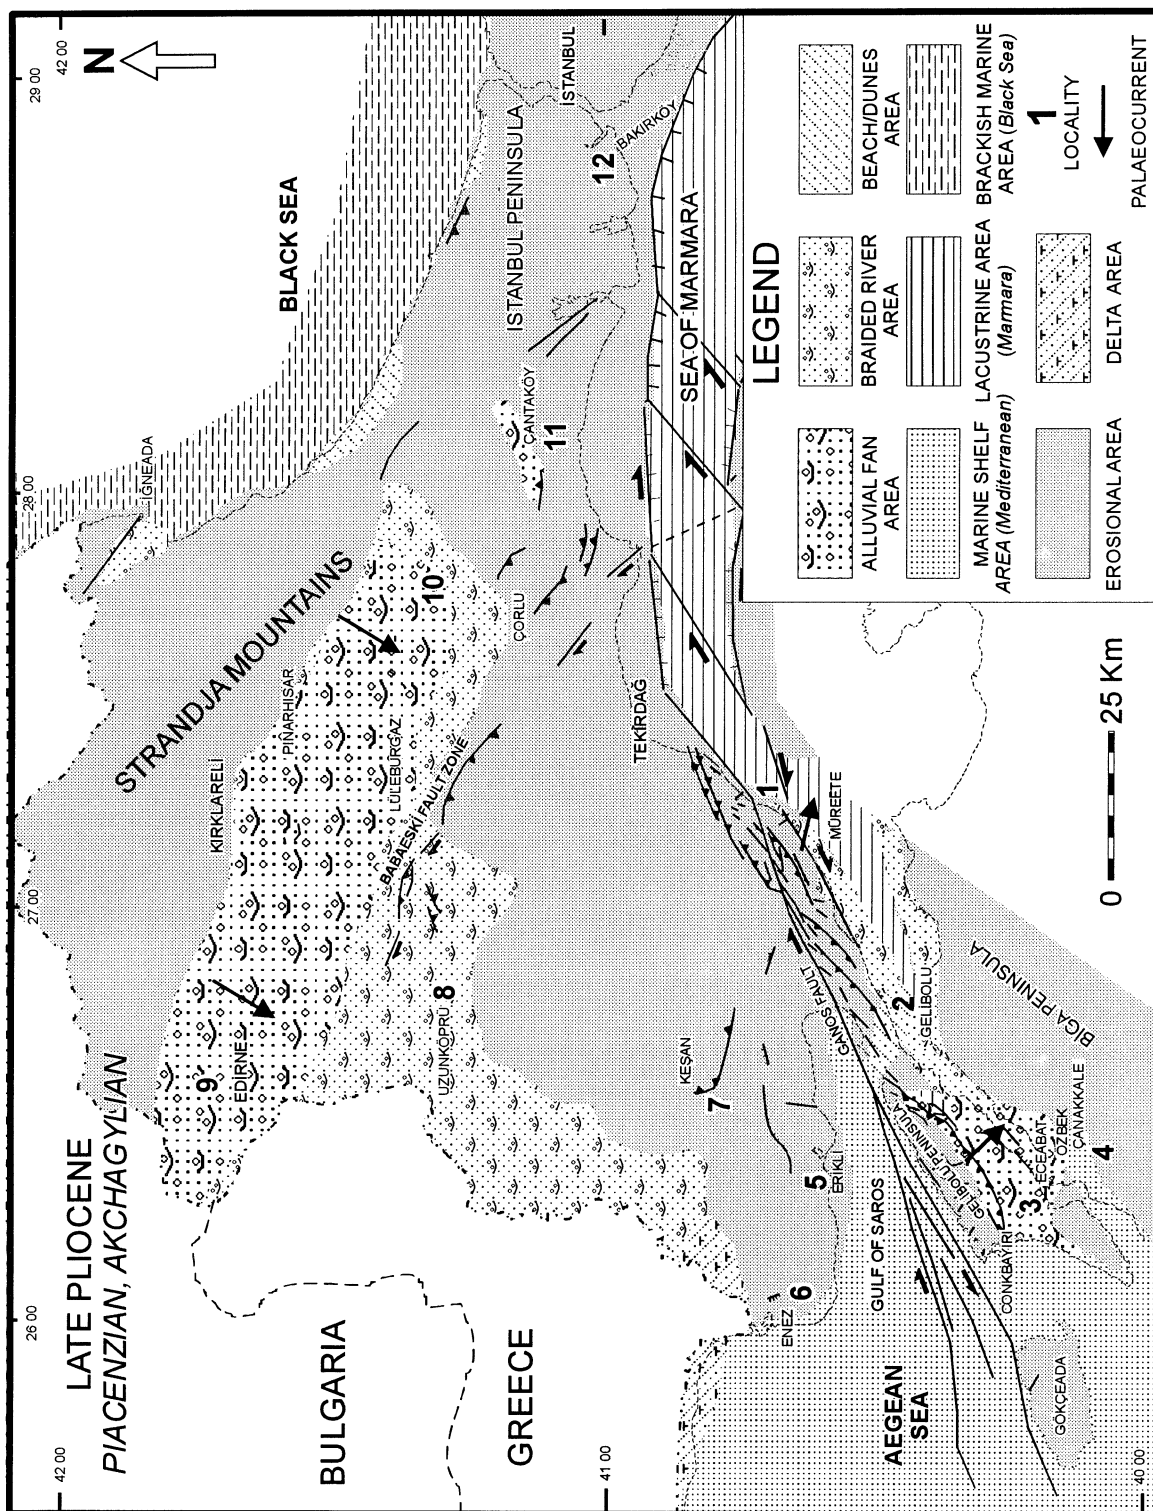 LATE PLIOCENE
PIACENZIAN, AKCHAGYLIAN
N
26 00
27 00
28 00
29 00
42 00
42 00
41 00
40 00
BULGARIA
GREECE
BLACK SEA
İGNEADA
STRANDJA MOUNTAINS
KIRKLARELİ
PINARHISAR
LÜLEBURGAZ
BABAESKİ FAULT ZONE
9
EDİRNE
10
ÇORLU
8
UZUNKÖPRÜ
11
ÇANTAKÖY
İSTANBUL PENINSULA
İSTANBUL
12
BAKIRKÖY
TEKİRDAĞ
SEA OF MARMARA
KEŞAN
7
5
ERİKLİ
6
ENEZ
GULF OF SAROS
GANOS FAULT
1
MÜREFTE
2
GELİBOLU
GELİBOLU PENINSULA
BİGA PENINSULA
3
ECEABAT
ÖZBEK
ÇANAKKALE
4
CONKBAYIRI
AEGEAN
SEA
GÖKÇEADA
0 25 Km
LEGEND
ALLUVIAL FAN
AREA
BRAIDED RIVER
AREA
BEACH/DUNES
AREA
MARINE SHELF
AREA (Mediterranean)
LACUSTRINE AREA
(Marmara)
BRACKISH MARINE
AREA (Black Sea)
EROSIONAL AREA
DELTA AREA
1
LOCALITY
PALAEOCURRENT